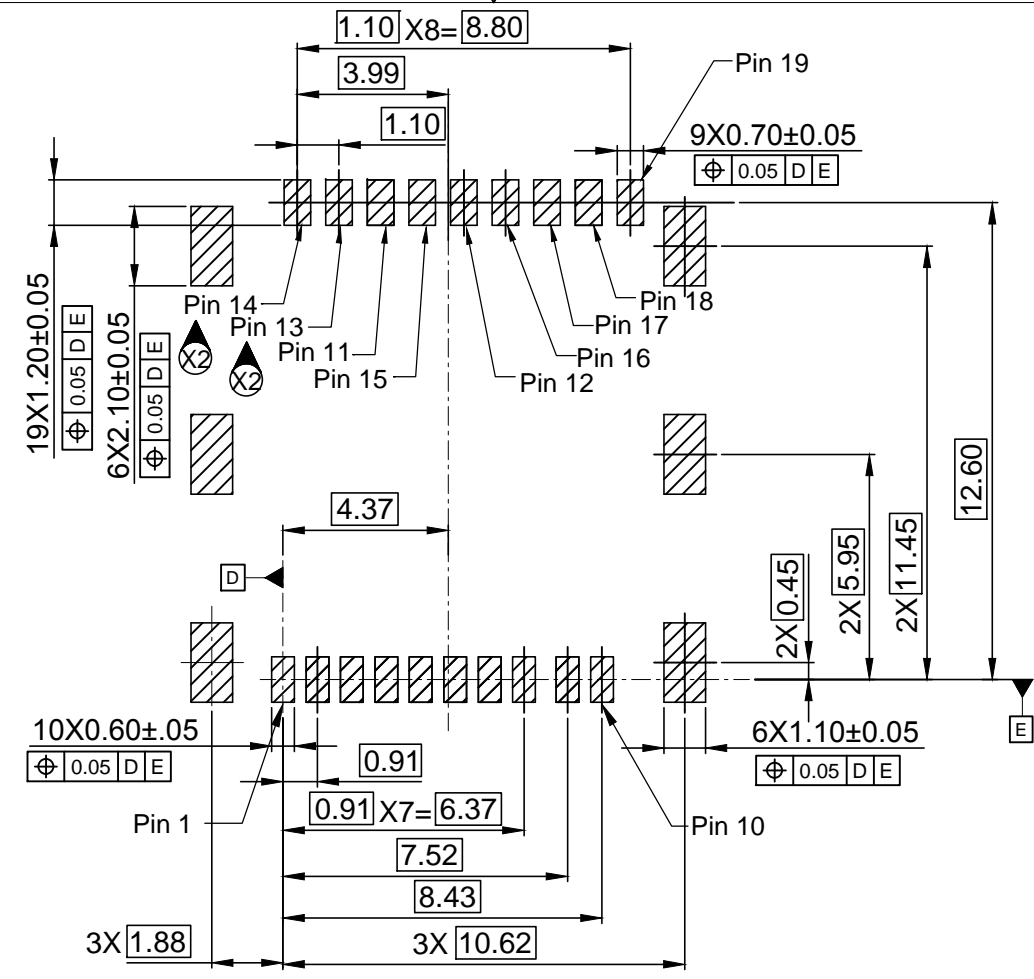 1.10 X8= 8.80
3.99
Pin 19
1.10
9X0.70±0.05
0.05 D E
19X1.20±0.05
0.05 D E
6X2.10±0.05
0.05 D E
Pin 14
Pin 13
Pin 11
Pin 15
Pin 12
Pin 16
Pin 17
Pin 18
X2
X2
12.60
2X 11.45
2X 5.95
2X 0.45
4.37
D
E
10X0.60±.05
0.05 D E
6X1.10±0.05
0.05 D E
0.91
0.91 X7= 6.37
Pin 1
Pin 10
7.52
8.43
3X 1.88
3X 10.62